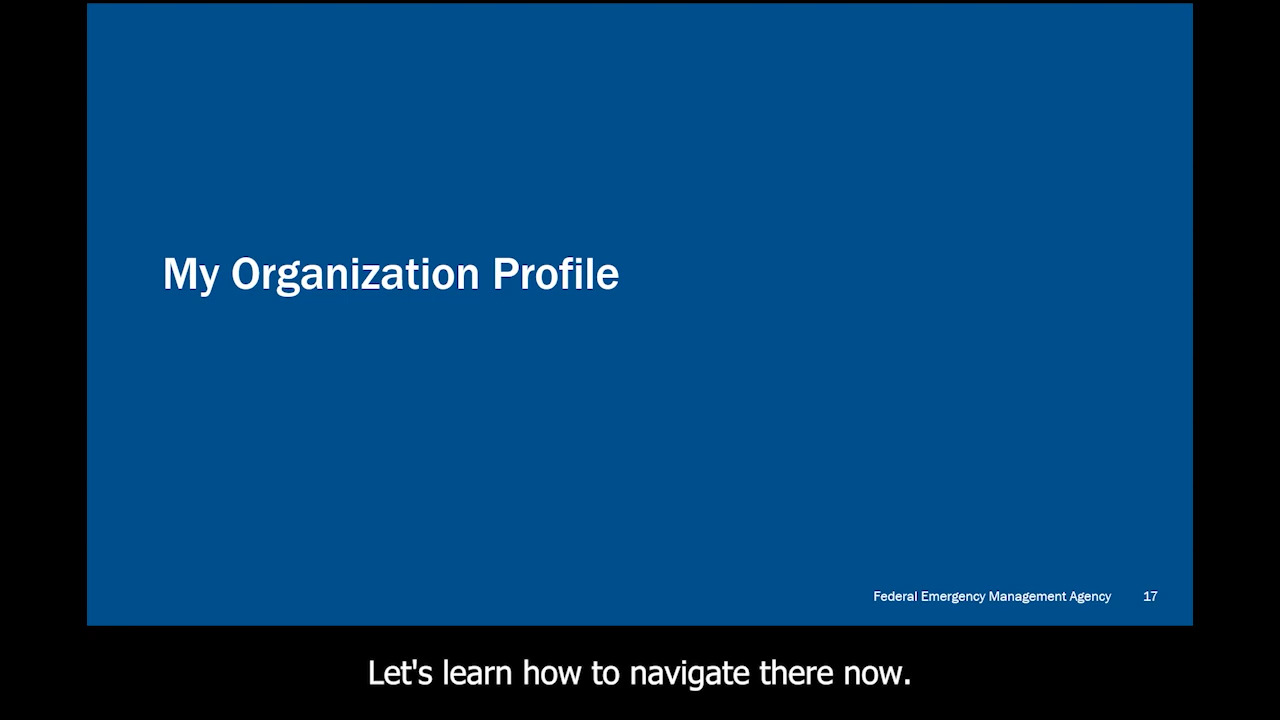 My Organization Profile
Federal Emergency Management Agency 17
Let's learn how to navigate there now.